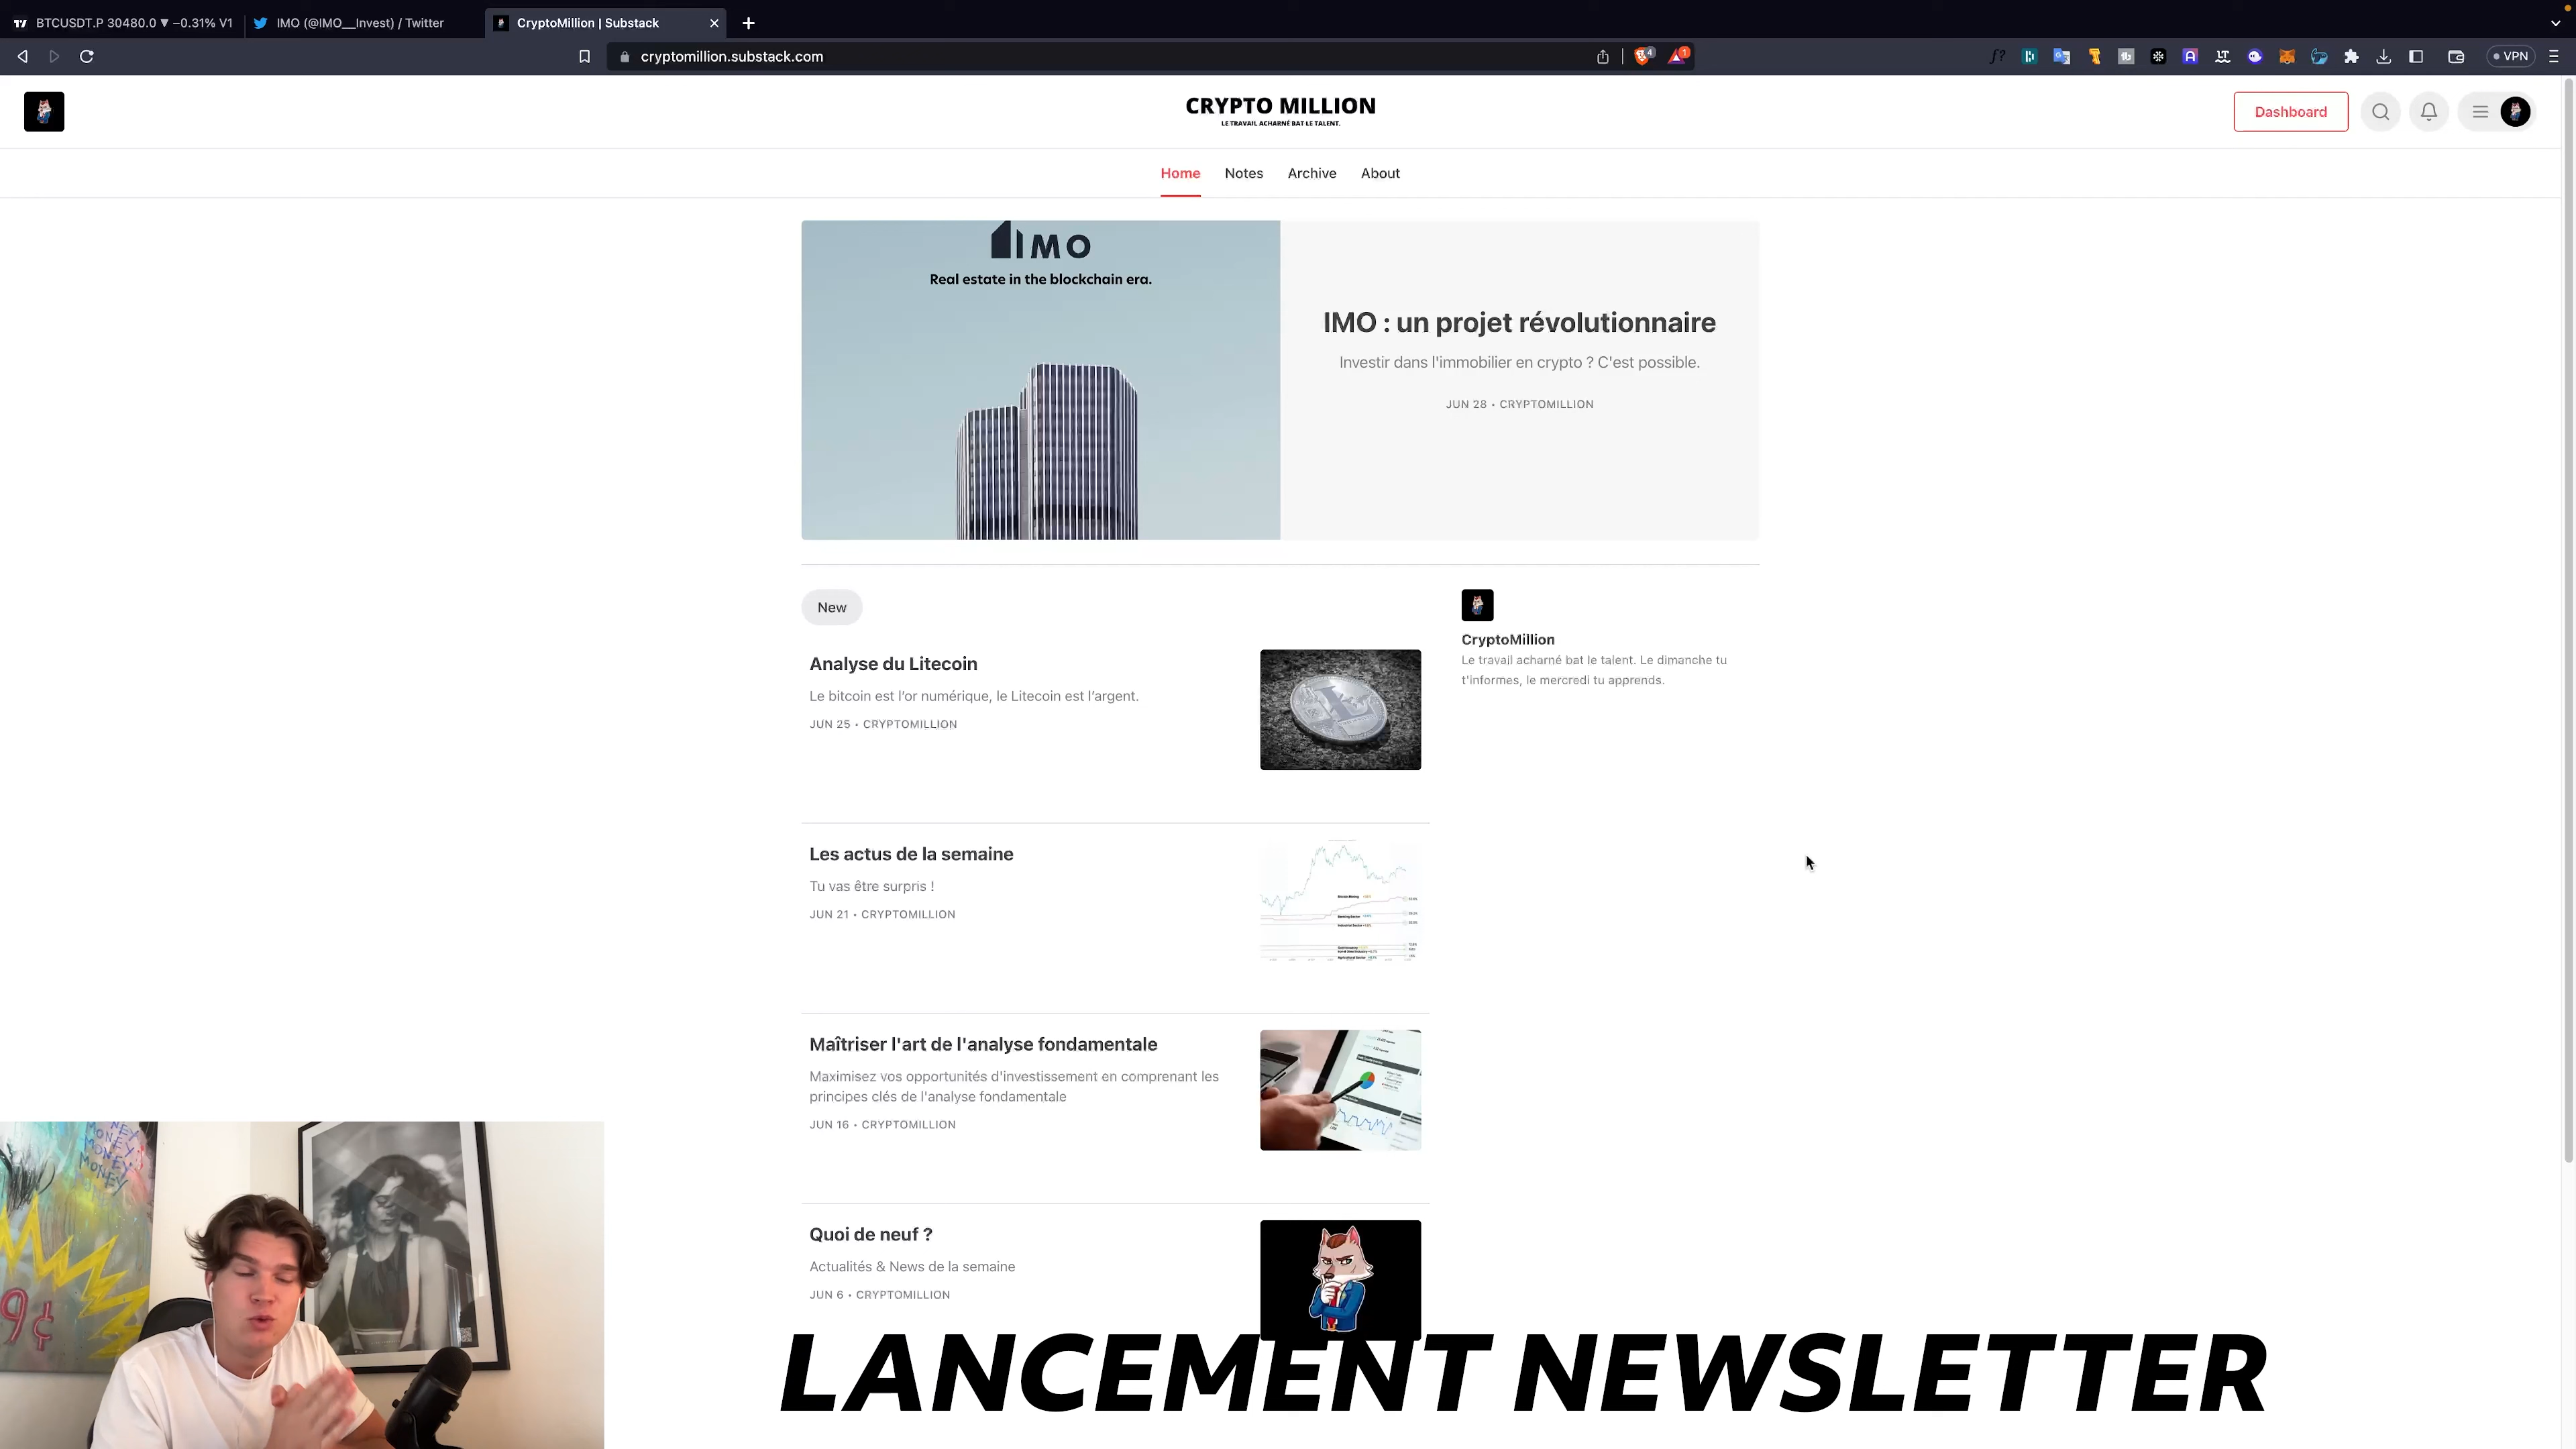 BTCUSDT.P 30480.0 ▼ −0.31% V1
IMO (@IMO__Invest) / Twitter
CryptoMillion | Substack
cryptomillion.substack.com
4
1
VPN
CRYPTO MILLION
LE TRAVAIL ACHARNÉ BAT LE TALENT.
Dashboard
Home
Notes
Archive
About
IMO
Real estate in the blockchain era.
IMO : un projet révolutionnaire
Investir dans l'immobilier en crypto ? C'est possible.
JUN 28 • CRYPTOMILLION
New
Analyse du Litecoin
Le bitcoin est l'or numérique, le Litecoin est l'argent.
JUN 25 • CRYPTOMILLION
CryptoMillion
Le travail acharné bat le talent. Le dimanche tu
t'informes, le mercredi tu apprends.
Les actus de la semaine
Tu vas être surpris !
JUN 21 • CRYPTOMILLION
Maîtriser l'art de l'analyse fondamentale
Maximisez vos opportunités d'investissement en comprenant les
principes clés de l'analyse fondamentale
JUN 16 • CRYPTOMILLION
Quoi de neuf ?
Actualités & News de la semaine
JUN 6 • CRYPTOMILLION
MONEY
MONEY
MONEY
9¢
LANCEMENT NEWSLETTER